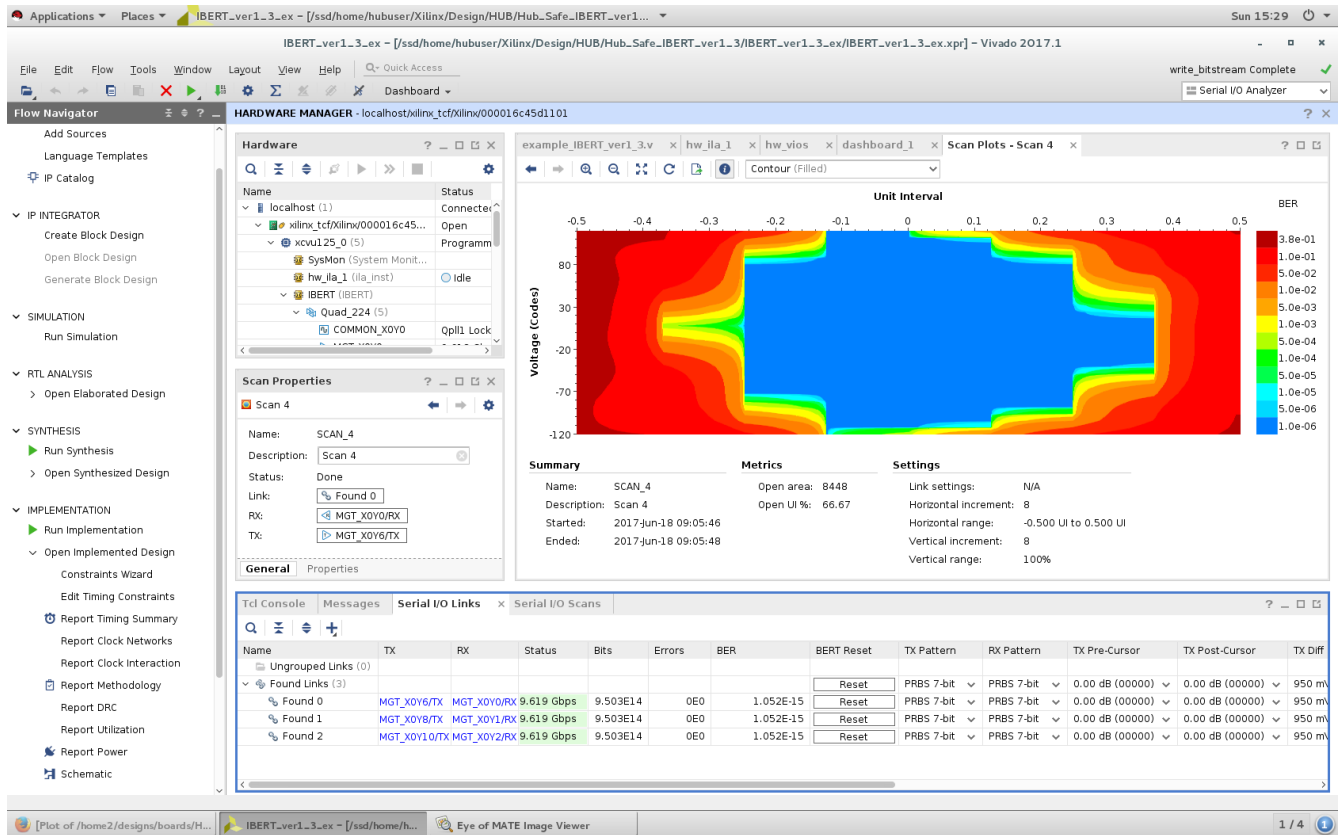 Applications Places IBERT_ver1_3_ex – [/ssd/home/hubuser/Xilinx/Design/HUB/Hub_Safe_IBERT_ver1... Sun 15:29
IBERT_ver1_3_ex – [/ssd/home/hubuser/Xilinx/Design/HUB/Hub_Safe_IBERT_ver1_3/IBERT_ver1_3_ex/IBERT_ver1_3_ex.xpr] – Vivado 2017.1
File Edit Flow Tools Window Layout View Help Quick Access write_bitstream Complete
Dashboard Serial I/O Analyzer
Flow Navigator
Add Sources
Language Templates
IP Catalog
IP INTEGRATOR
Create Block Design
Open Block Design
Generate Block Design
SIMULATION
Run Simulation
RTL ANALYSIS
Open Elaborated Design
SYNTHESIS
Run Synthesis
Open Synthesized Design
IMPLEMENTATION
Run Implementation
Open Implemented Design
Constraints Wizard
Edit Timing Constraints
Report Timing Summary
Report Clock Networks
Report Clock Interaction
Report Methodology
Report DRC
Report Utilization
Report Power
Schematic
HARDWARE MANAGER - localhost/xilinx_tcf/Xilinx/000016c45d1101
Hardware
Name Status
localhost (1) Connected
xilinx_tcf/Xilinx/000016c45... Open
xcvu125_0 (5) Programm
SysMon (System Monit...
hw_ila_1 (ila_inst) Idle
IBERT (IBERT)
Quad_224 (5)
COMMON_X0Y0 Qpll1 Lock
Scan Properties
Scan 4
Name: SCAN_4
Description: Scan 4
Status: Done
Link: Found 0
RX: MGT_X0Y0/RX
TX: MGT_X0Y6/TX
General Properties
example_IBERT_ver1_3.v hw_ila_1 hw_vios dashboard_1 Scan Plots - Scan 4
Contour (Filled)
Unit Interval
BER
-0.5 -0.4 -0.3 -0.2 -0.1 0 0.1 0.2 0.3 0.4 0.5
Voltage (Codes)
80
30
-20
-70
-120
3.8e-01
1.0e-01
5.0e-02
1.0e-02
5.0e-03
1.0e-03
5.0e-04
1.0e-04
5.0e-05
1.0e-05
5.0e-06
1.0e-06
Summary Metrics Settings
Name: SCAN_4 Open area: 8448 Link settings: N/A
Description: Scan 4 Open UI %: 66.67 Horizontal increment: 8
Started: 2017-Jun-18 09:05:46 Horizontal range: -0.500 UI to 0.500 UI
Ended: 2017-Jun-18 09:05:48 Vertical increment: 8
Vertical range: 100%
Tcl Console Messages Serial I/O Links Serial I/O Scans
Name TX RX Status Bits Errors BER BERT Reset TX Pattern RX Pattern TX Pre-Cursor TX Post-Cursor TX Diff
Ungrouped Links (0)
Found Links (3) Reset PRBS 7-bit PRBS 7-bit 0.00 dB (00000) 0.00 dB (00000) 950 m
Found 0 MGT_X0Y6/TX MGT_X0Y0/RX 9.619 Gbps 9.503E14 0E0 1.052E-15 Reset PRBS 7-bit PRBS 7-bit 0.00 dB (00000) 0.00 dB (00000) 950 m
Found 1 MGT_X0Y8/TX MGT_X0Y1/RX 9.619 Gbps 9.503E14 0E0 1.052E-15 Reset PRBS 7-bit PRBS 7-bit 0.00 dB (00000) 0.00 dB (00000) 950 m
Found 2 MGT_X0Y10/TX MGT_X0Y2/RX 9.619 Gbps 9.503E14 0E0 1.052E-15 Reset PRBS 7-bit PRBS 7-bit 0.00 dB (00000) 0.00 dB (00000) 950 m
[Plot of /home2/designs/boards/H... IBERT_ver1_3_ex – [/ssd/home/h... Eye of MATE Image Viewer 1 / 4 1